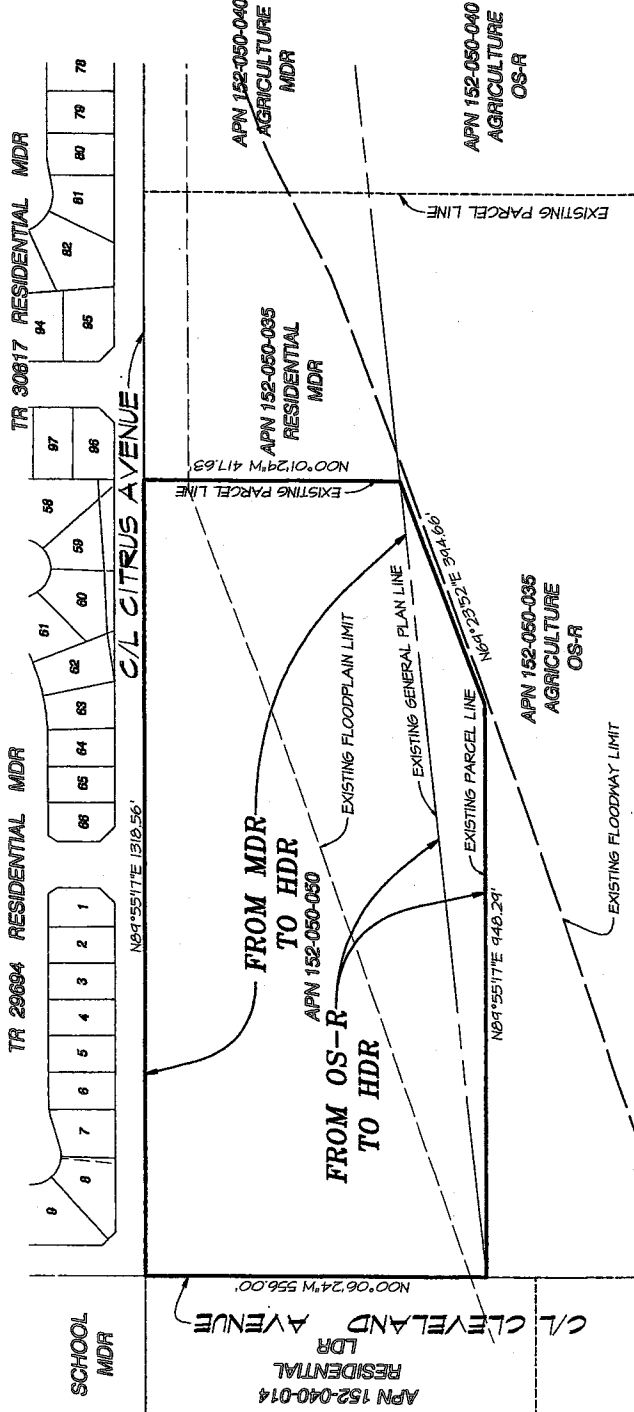 TR 29694 RESIDENTIAL MDR
TR 30817 RESIDENTIAL MDR
SCHOOL
MDR
9
8
7
6
5
4
3
2
1
66
65
64
63
62
61
60
59
58
97
96
94
95
82
81
80
79
78
C/L CITRUS AVENUE
N89°55'17"E 1318.56'
APN 152-050-040
AGRICULTURE
MDR
APN 152-050-035
RESIDENTIAL
MDR
N00°01'29"W 417.63'
EXISTING PARCEL LINE
EXISTING PARCEL LINE
FROM MDR
TO HDR
APN 152-050-050
FROM OS-R
TO HDR
EXISTING FLOODPLAIN LIMIT
EXISTING GENERAL PLAN LINE
EXISTING PARCEL LINE
N69°23'52"E 394.66'
N89°55'17"E 948.29'
N00°06'24"W 556.00'
C/L CLEVELAND AVENUE
APN 152-040-014
RESIDENTIAL
LDR
APN 152-050-035
AGRICULTURE
OS-R
APN 152-050-040
AGRICULTURE
OS-R
EXISTING FLOODWAY LIMIT